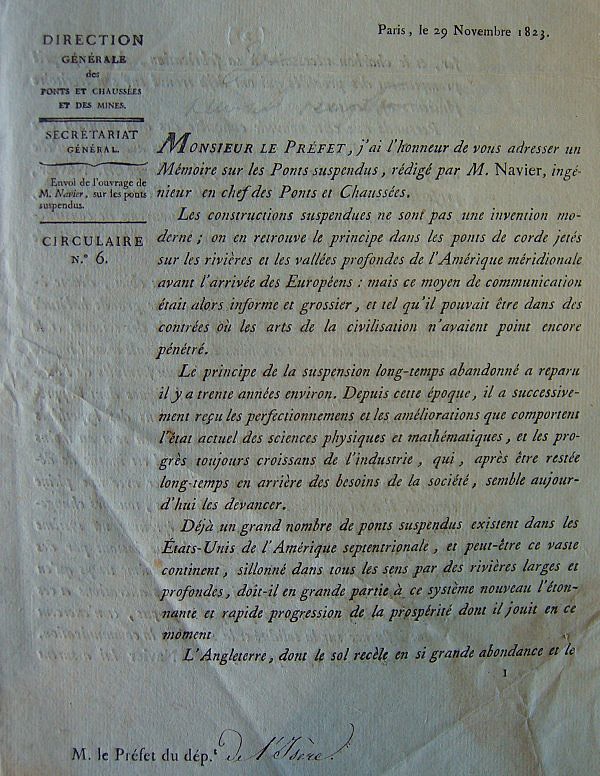 Paris, le 29 Novembre 1823.
DIRECTION
GÉNÉRALE
des
PONTS ET CHAUSSÉES
ET DES MINES.
SECRÉTARIAT
GÉNÉRAL.
Envoi de l'ouvrage de
M. Navier, sur les ponts
suspendus.
CIRCULAIRE
N.º 6.
MONSIEUR LE PRÉFET, j'ai l'honneur de vous adresser un
Mémoire sur les Ponts suspendus, rédigé par M. Navier, ingé-
nieur en chef des Ponts et Chaussées.
Les constructions suspendues ne sont pas une invention mo-
derne ; on en retrouve le principe dans les ponts de corde jetés
sur les rivières et les vallées profondes de l'Amérique méridionale
avant l'arrivée des Européens : mais ce moyen de communication
était alors informe et grossier, et tel qu'il pouvait être dans des
contrées où les arts de la civilisation n'avaient point encore
pénétré.
Le principe de la suspension long-temps abandonné a reparu
il y a trente années environ. Depuis cette époque, il a successive-
ment reçu les perfectionnemens et les améliorations que comportent
l'état actuel des sciences physiques et mathématiques, et les pro-
grès toujours croissans de l'industrie, qui, après être restée
long-temps en arrière des besoins de la société, semble aujour-
d'hui les devancer.
Déjà un grand nombre de ponts suspendus existent dans les
États-Unis de l'Amérique septentrionale, et peut-être ce vaste
continent, sillonné dans tous les sens par des rivières larges et
profondes, doit-il en grande partie à ce système nouveau l'éton-
nante et rapide progression de la prospérité dont il jouit en ce
moment
L'Angleterre, dont le sol recèle en si grande abondance et le
1
M. le Préfet du dép.t de l'Isère.